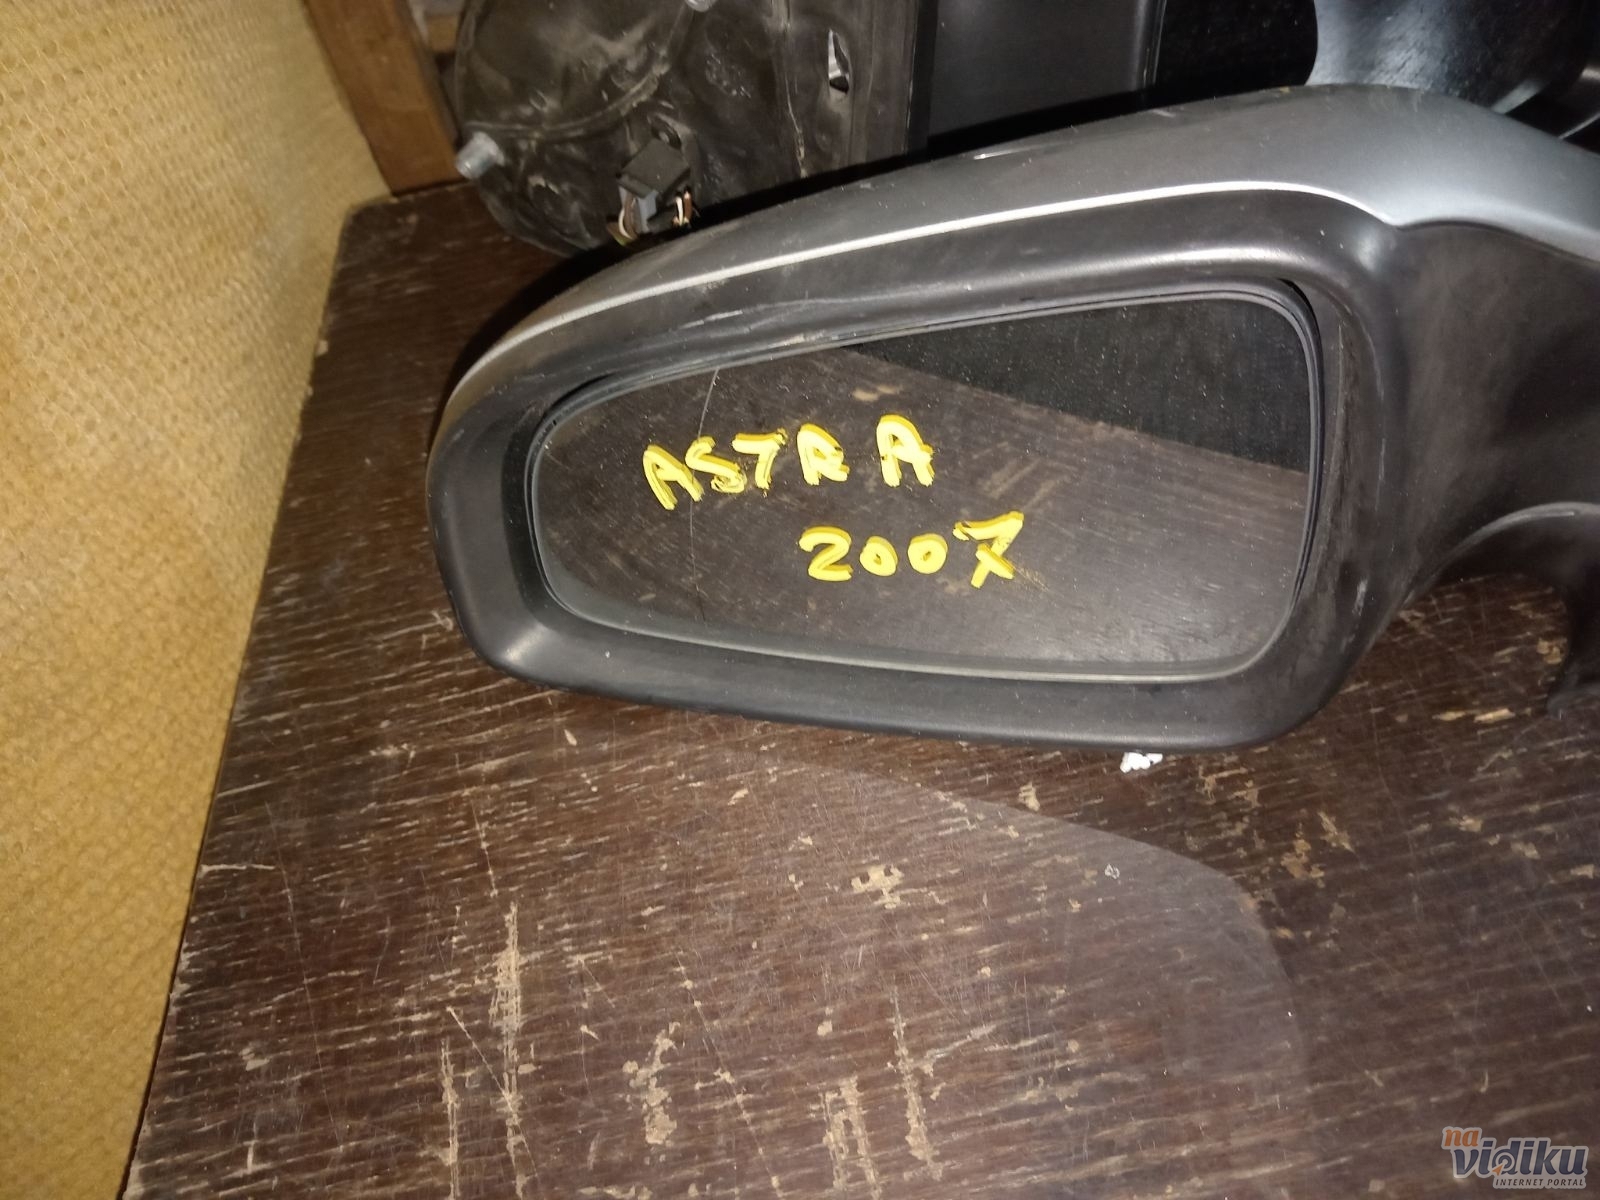 ASTRA
2007
na
vidiku
INTERNET PORTAL